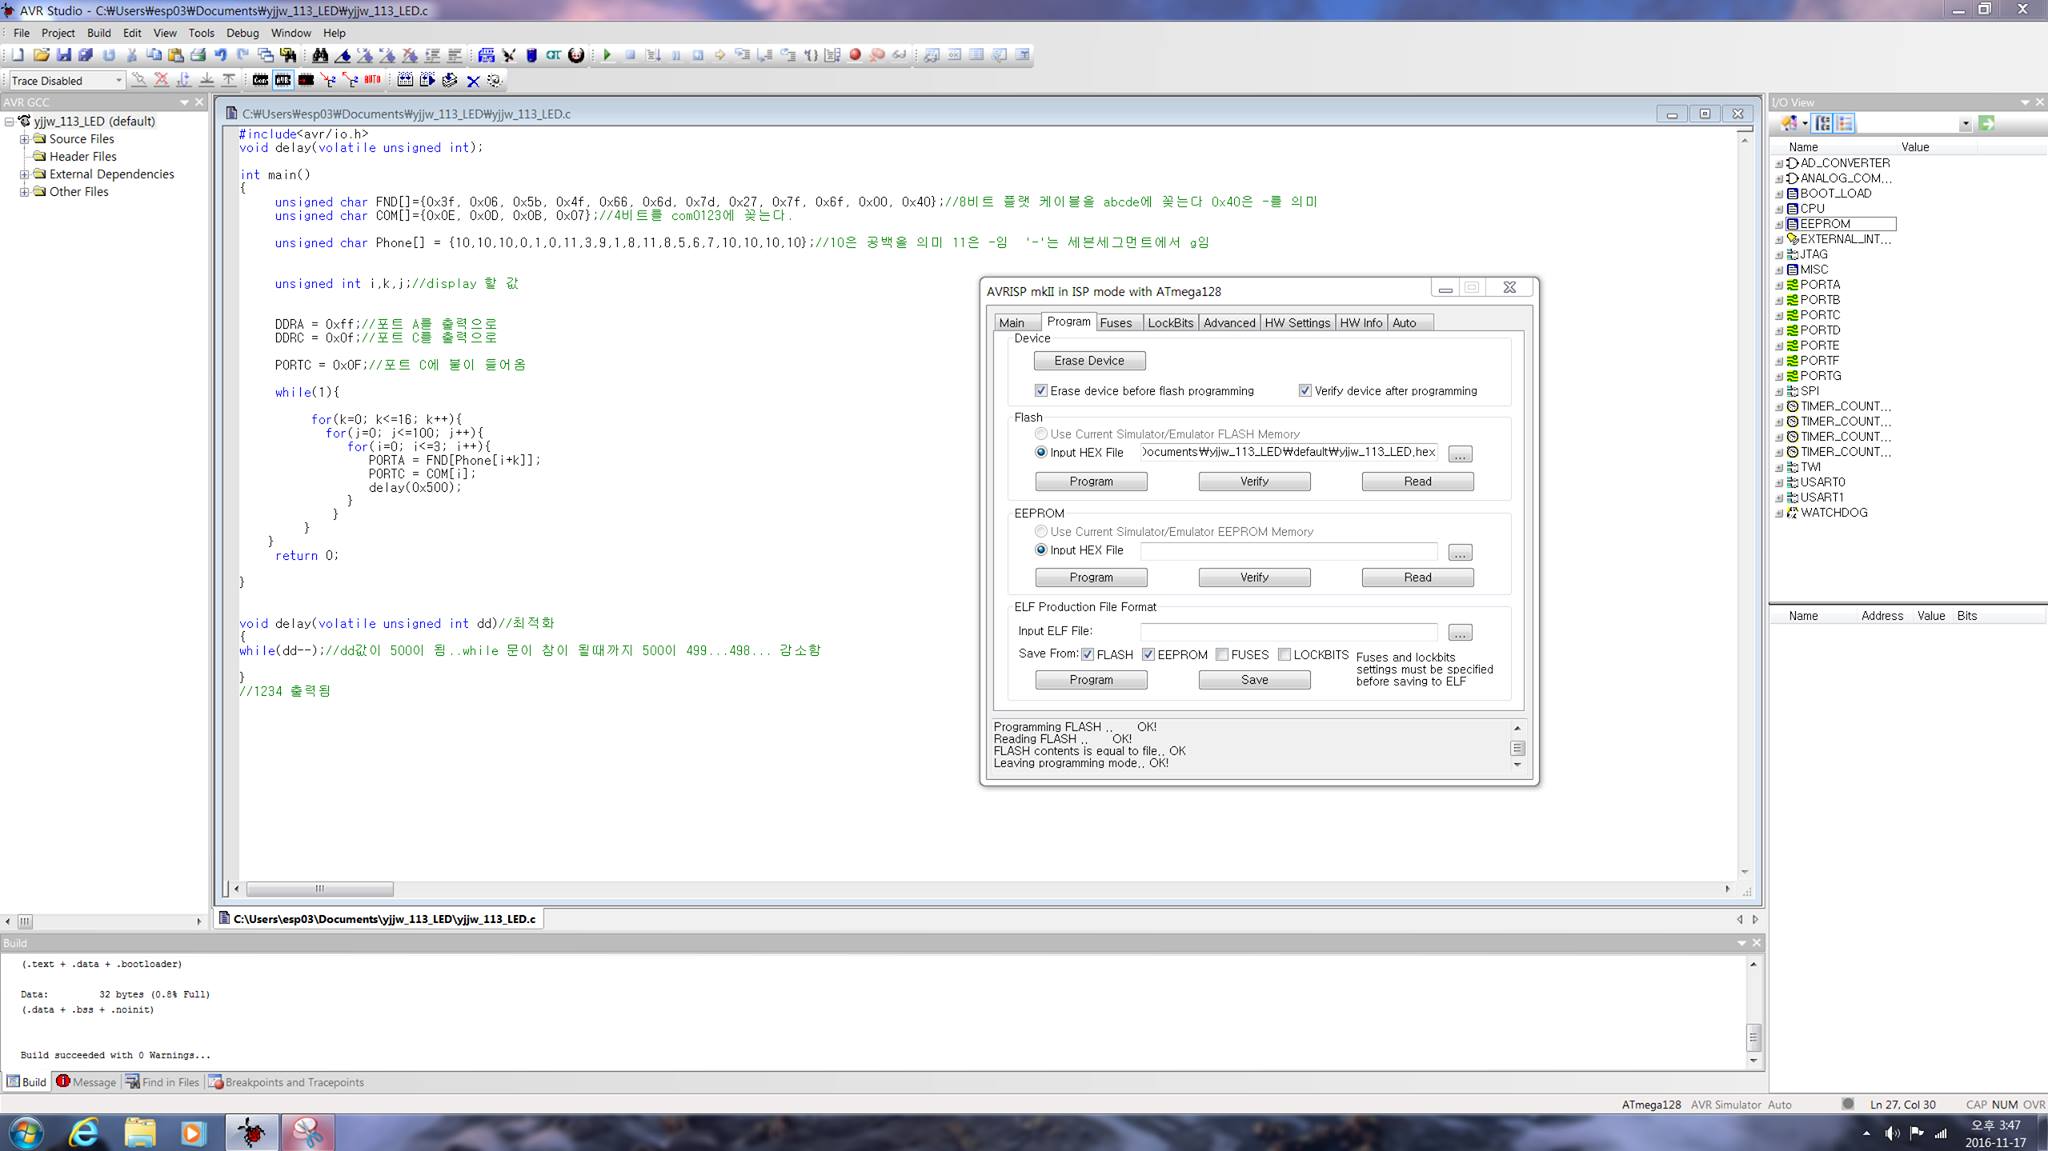 AVR Studio - C:₩Users₩esp03₩Documents₩yjjw_113_LED₩yjjw_113_LED.c
File Project Build Edit View Tools Debug Window Help
Trace Disabled
AVR GCC
yjjw_113_LED (default)
Source Files
Header Files
External Dependencies
Other Files
C:₩Users₩esp03₩Documents₩yjjw_113_LED₩yjjw_113_LED.c
#include<avr/io.h>
void delay(volatile unsigned int);
int main()
{
unsigned char FND[]={0x3f, 0x06, 0x5b, 0x4f, 0x66, 0x6d, 0x7d, 0x27, 0x7f, 0x6f, 0x00, 0x40};//8비트 플랫 케이블을 abcde에 꽂는다 0x40은 -를 의미
unsigned char COM[]={0x0E, 0x0D, 0x0B, 0x07};//4비트를 com0123에 꽂는다.
unsigned char Phone[] = {10,10,10,0,1,0,11,3,9,1,8,11,8,5,6,7,10,10,10,10};//10은 공백을 의미 11은 -임 '-'는 세븐세그먼트에서 g임
unsigned int i,k,j;//display 할 값
DDRA = 0xff;//포트 A를 출력으로
DDRC = 0x0f;//포트 C를 출력으로
PORTC = 0x0F;//포트 C에 불이 들어옴
while(1){
for(k=0; k<=16; k++){
for(j=0; j<=100; j++){
for(i=0; i<=3; i++){
PORTA = FND[Phone[i+k]];
PORTC = COM[i];
delay(0x500);
}
}
}
}
return 0;
}
void delay(volatile unsigned int dd)//최적화
{
while(dd--);//dd값이 500이 됨..while 문이 참이 될때까지 500이 499...498... 감소함
}
//1234 출력됨
C:\Users\esp03\Documents\yjjw_113_LED\yjjw_113_LED.c
AVRISP mkII in ISP mode with ATmega128
Main Program Fuses LockBits Advanced HW Settings HW Info Auto
Device
Erase Device
Erase device before flash programming Verify device after programming
Flash
Use Current Simulator/Emulator FLASH Memory
Input HEX File ocuments₩yjjw_113_LED₩default₩yjjw_113_LED.hex ...
Program Verify Read
EEPROM
Use Current Simulator/Emulator EEPROM Memory
Input HEX File ...
Program Verify Read
ELF Production File Format
Input ELF File: ...
Save From: FLASH EEPROM FUSES LOCKBITS
Fuses and lockbits
settings must be specified
before saving to ELF
Program Save
Programming FLASH .. OK!
Reading FLASH .. OK!
FLASH contents is equal to file.. OK
Leaving programming mode.. OK!
I/O View
Name Value
AD_CONVERTER
ANALOG_COM...
BOOT_LOAD
CPU
EEPROM
EXTERNAL_INT...
JTAG
MISC
PORTA
PORTB
PORTC
PORTD
PORTE
PORTF
PORTG
SPI
TIMER_COUNT...
TIMER_COUNT...
TIMER_COUNT...
TIMER_COUNT...
TWI
USART0
USART1
WATCHDOG
Name Address Value Bits
Build
(.text + .data + .bootloader)
Data: 32 bytes (0.8% Full)
(.data + .bss + .noinit)
Build succeeded with 0 Warnings...
Build Message Find in Files Breakpoints and Tracepoints
ATmega128 AVR Simulator Auto Ln 27, Col 30 CAP NUM OVR
오후 3:47
2016-11-17